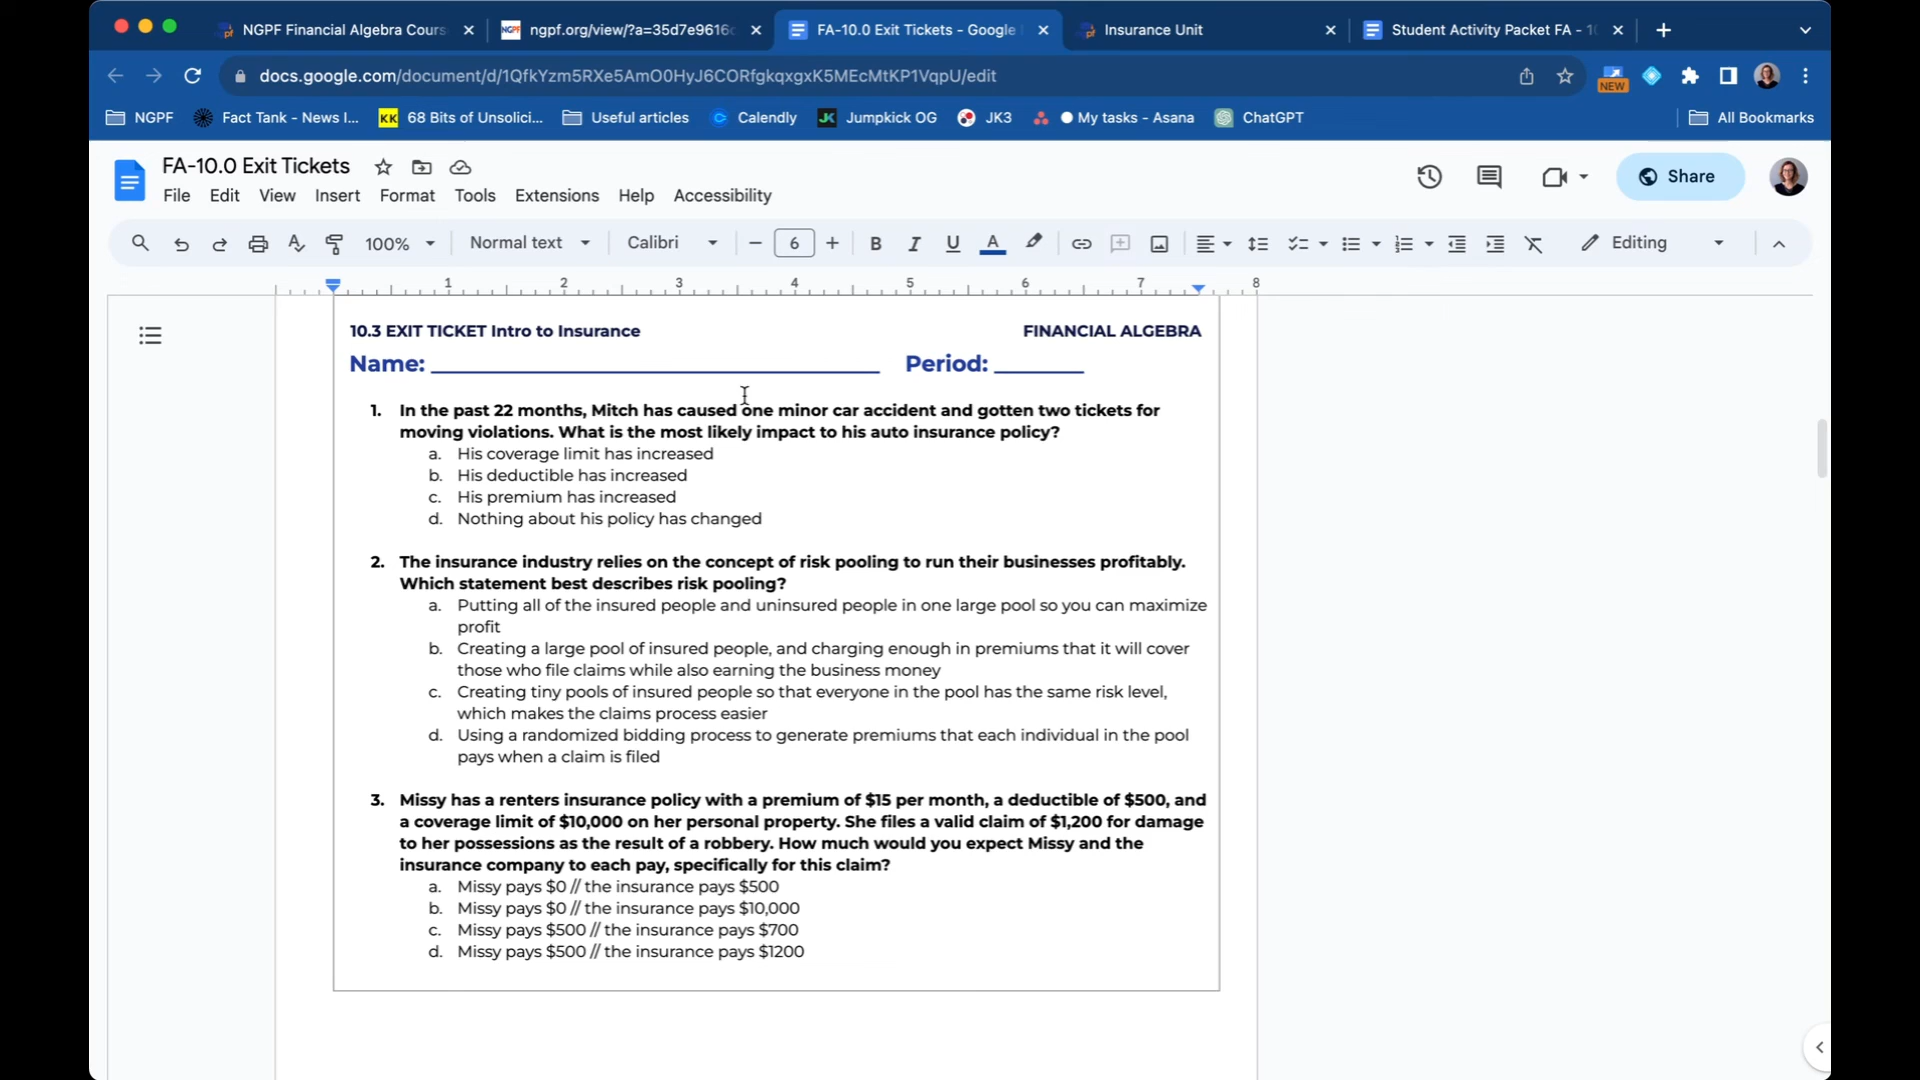 NGPF Financial Algebra Cours
NGPF ngpf.org/view/?a=35d7e9616
FA-10.0 Exit Tickets - Google
Insurance Unit
Student Activity Packet FA - 1
docs.google.com/document/d/1QfkYzm5RXe5AmO0HyJ6CORfgkqxgxK5MEcMtKP1VqpU/edit
NEW
NGPF
Fact Tank - News I...
KK 68 Bits of Unsolici...
Useful articles
Calendly
JK Jumpkick OG
JK3
My tasks - Asana
ChatGPT
All Bookmarks
FA-10.0 Exit Tickets
Share
File Edit View Insert Format Tools Extensions Help Accessibility
100% Normal text Calibri − 6 + B I U A Editing
1 2 3 4 5 6 7 8
10.3 EXIT TICKET Intro to Insurance FINANCIAL ALGEBRA
Name: ______ Period: ______
1. In the past 22 months, Mitch has caused one minor car accident and gotten two tickets for
moving violations. What is the most likely impact to his auto insurance policy?
a. His coverage limit has increased
b. His deductible has increased
c. His premium has increased
d. Nothing about his policy has changed
2. The insurance industry relies on the concept of risk pooling to run their businesses profitably.
Which statement best describes risk pooling?
a. Putting all of the insured people and uninsured people in one large pool so you can maximize
profit
b. Creating a large pool of insured people, and charging enough in premiums that it will cover
those who file claims while also earning the business money
c. Creating tiny pools of insured people so that everyone in the pool has the same risk level,
which makes the claims process easier
d. Using a randomized bidding process to generate premiums that each individual in the pool
pays when a claim is filed
3. Missy has a renters insurance policy with a premium of $15 per month, a deductible of $500, and
a coverage limit of $10,000 on her personal property. She files a valid claim of $1,200 for damage
to her possessions as the result of a robbery. How much would you expect Missy and the
insurance company to each pay, specifically for this claim?
a. Missy pays $0 // the insurance pays $500
b. Missy pays $0 // the insurance pays $10,000
c. Missy pays $500 // the insurance pays $700
d. Missy pays $500 // the insurance pays $1200